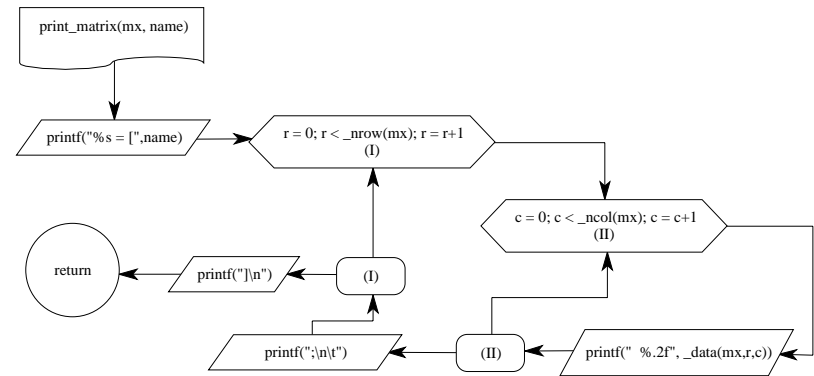 print_matrix(mx, name)
printf("%s = [",name)
r = 0; r < _nrow(mx); r = r+1
(I)
c = 0; c < _ncol(mx); c = c+1
(II)
return
printf("]\n")
(I)
printf(";\n\t")
(II)
printf("  %.2f", _data(mx,r,c))